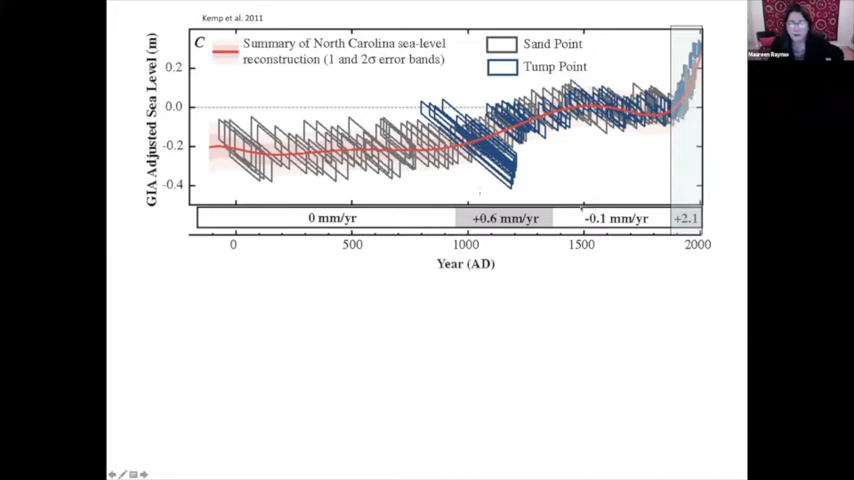 Kemp et al. 2011
C
Summary of North Carolina sea-level
reconstruction (1 and 2σ error bands)
Sand Point
Tump Point
GIA Adjusted Sea Level (m)
0.2
0.0
-0.2
-0.4
0 mm/yr
+0.6 mm/yr
-0.1 mm/yr
+2.1
0
500
1000
1500
2000
Year (AD)
Maureen Raymo